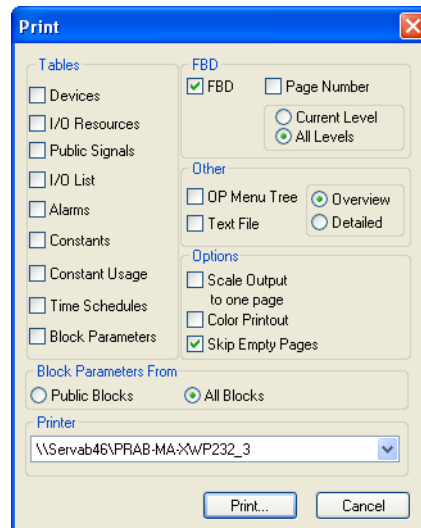 Print
Tables
Devices
I/O Resources
Public Signals
I/O List
Alarms
Constants
Constant Usage
Time Schedules
Block Parameters
FBD
FBD
Page Number
Current Level
All Levels
Other
OP Menu Tree
Text File
Overview
Detailed
Options
Scale Output
to one page
Color Printout
Skip Empty Pages
Block Parameters From
Public Blocks
All Blocks
Printer
\\Servab46\PRAB-MA-XWP232_3
Print...
Cancel